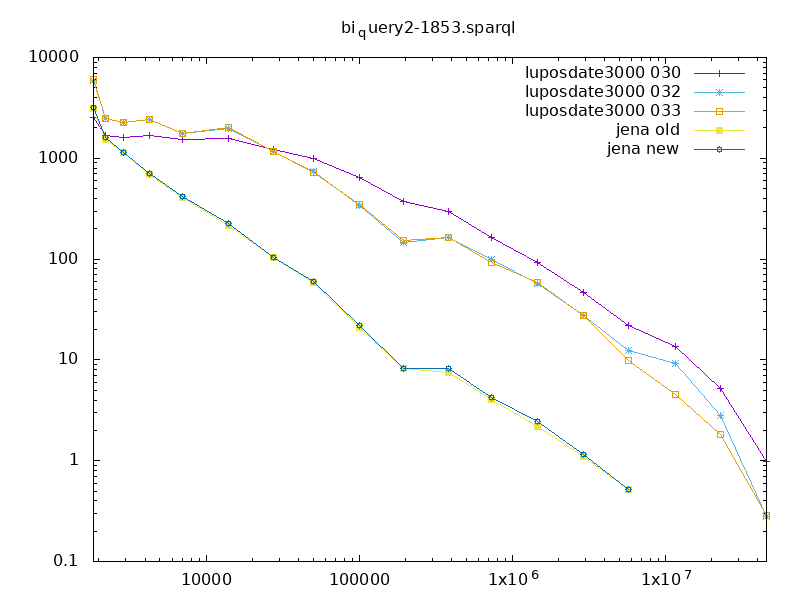 bi_query2-1853.sparql
10000
1000
100
10
1
0.1
luposdate3000 030
luposdate3000 032
luposdate3000 033
jena old
jena new
10000 100000 1x10^6 1x10^7